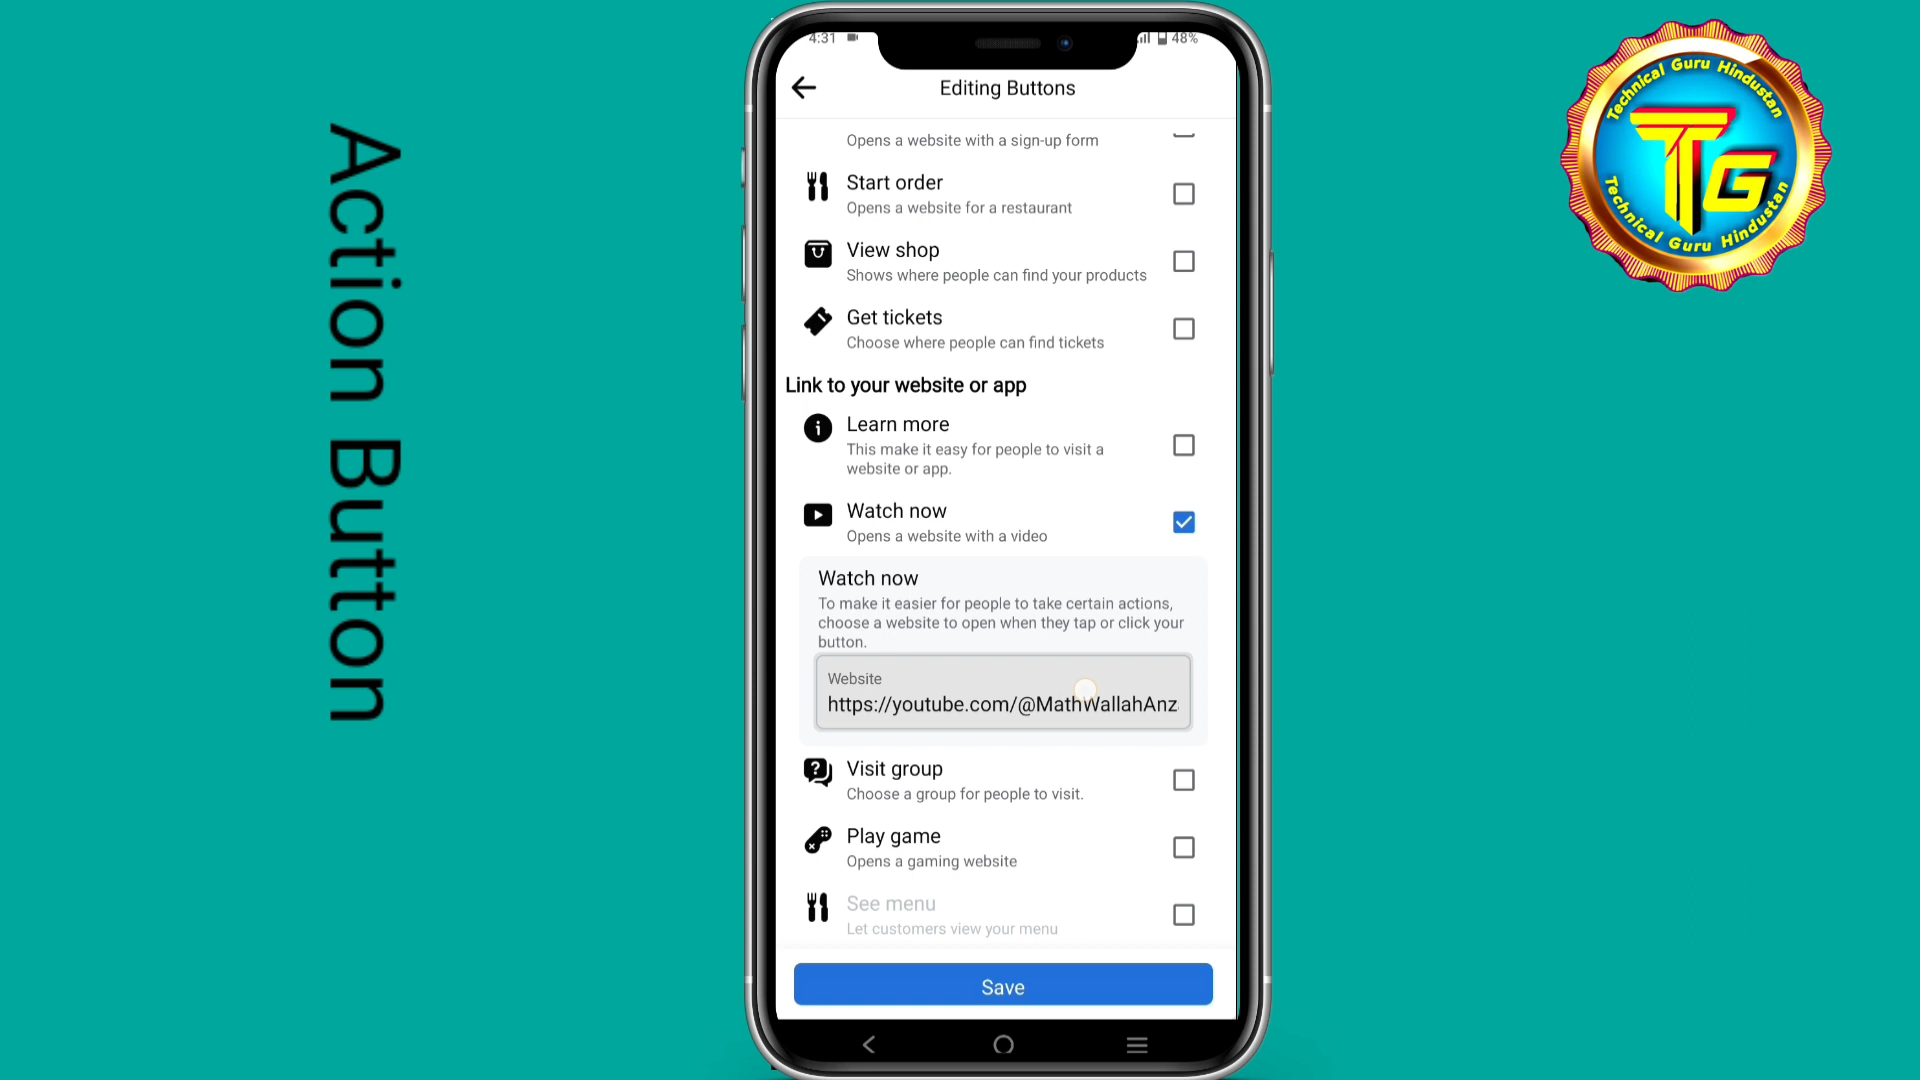 Action Button
4:31
48%
Editing Buttons
Opens a website with a sign-up form
Start order
Opens a website for a restaurant
View shop
Shows where people can find your products
Get tickets
Choose where people can find tickets
Link to your website or app
Learn more
This make it easy for people to visit a
website or app.
Watch now
Opens a website with a video
Watch now
To make it easier for people to take certain actions,
choose a website to open when they tap or click your
button.
Website
https://youtube.com/@MathWallahAnz
Visit group
Choose a group for people to visit.
Play game
Opens a gaming website
See menu
Let customers view your menu
Save
Technical Guru Hindustan
TG
Technical Guru Hindustan